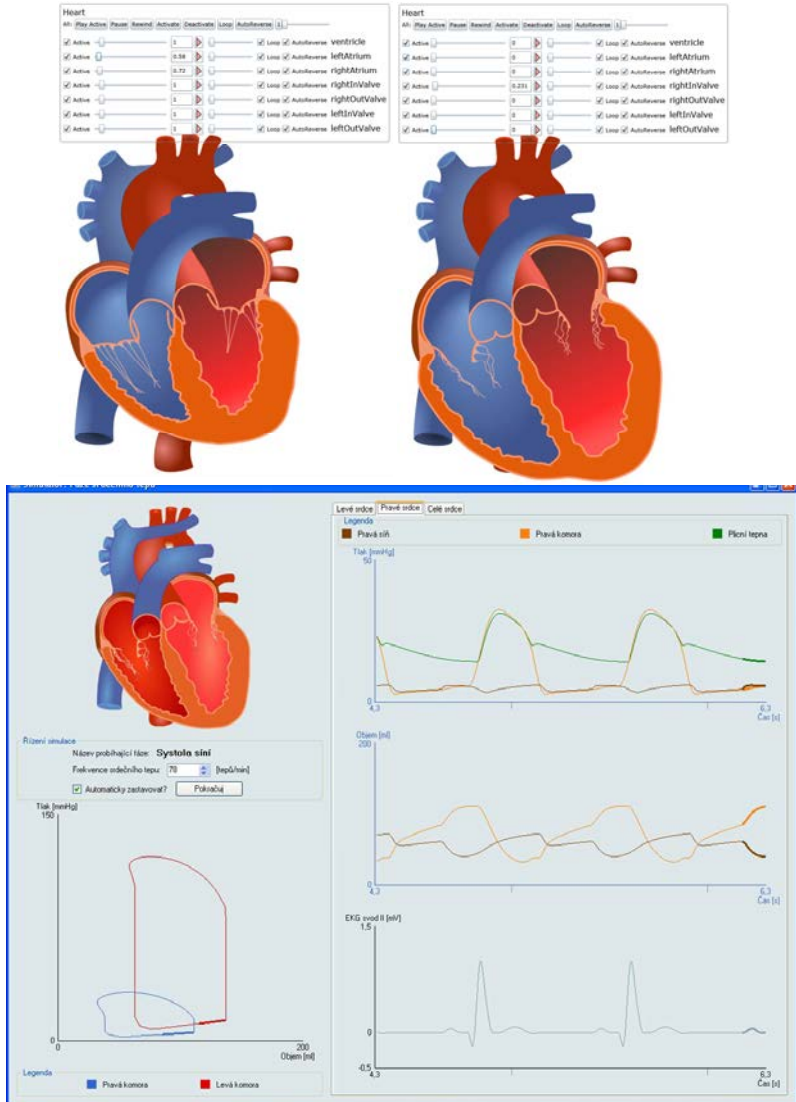 Heart
All: Play Active Pause Rewind Activate Deactivate Loop AutoReverse 1
Active 1 Loop AutoReverse ventricle
Active 0.58 Loop AutoReverse leftAtrium
Active 0.72 Loop AutoReverse rightAtrium
Active 1 Loop AutoReverse rightInValve
Active 1 Loop AutoReverse rightOutValve
Active 1 Loop AutoReverse leftInValve
Active 1 Loop AutoReverse leftOutValve
Heart
All: Play Active Pause Rewind Activate Deactivate Loop AutoReverse 1
Active 0 Loop AutoReverse ventricle
Active 0 Loop AutoReverse leftAtrium
Active 0 Loop AutoReverse rightAtrium
Active 0.231 Loop AutoReverse rightInValve
Active 0 Loop AutoReverse rightOutValve
Active 0 Loop AutoReverse leftInValve
Active 0 Loop AutoReverse leftOutValve
Řízení simulace
Název probíhající fáze: Systola síní
Frekvence srdečního tepu: 70 [tepů/min]
Automaticky zastavovat? Pokračuj
Tlak [mmHg]
150
0
0 200
Objem [ml]
Legenda
Pravá komora Levá komora
Levé srdce Pravé srdce Celé srdce
Legenda
Pravá síň Pravá komora Plicní tepna
Tlak [mmHg]
50
0
4,3 6,3
Čas [s]
Objem [ml]
200
0
4,3 6,3
Čas [s]
EKG svod II [mV]
1,5
0
-0,5
4,3 6,3
Čas [s]